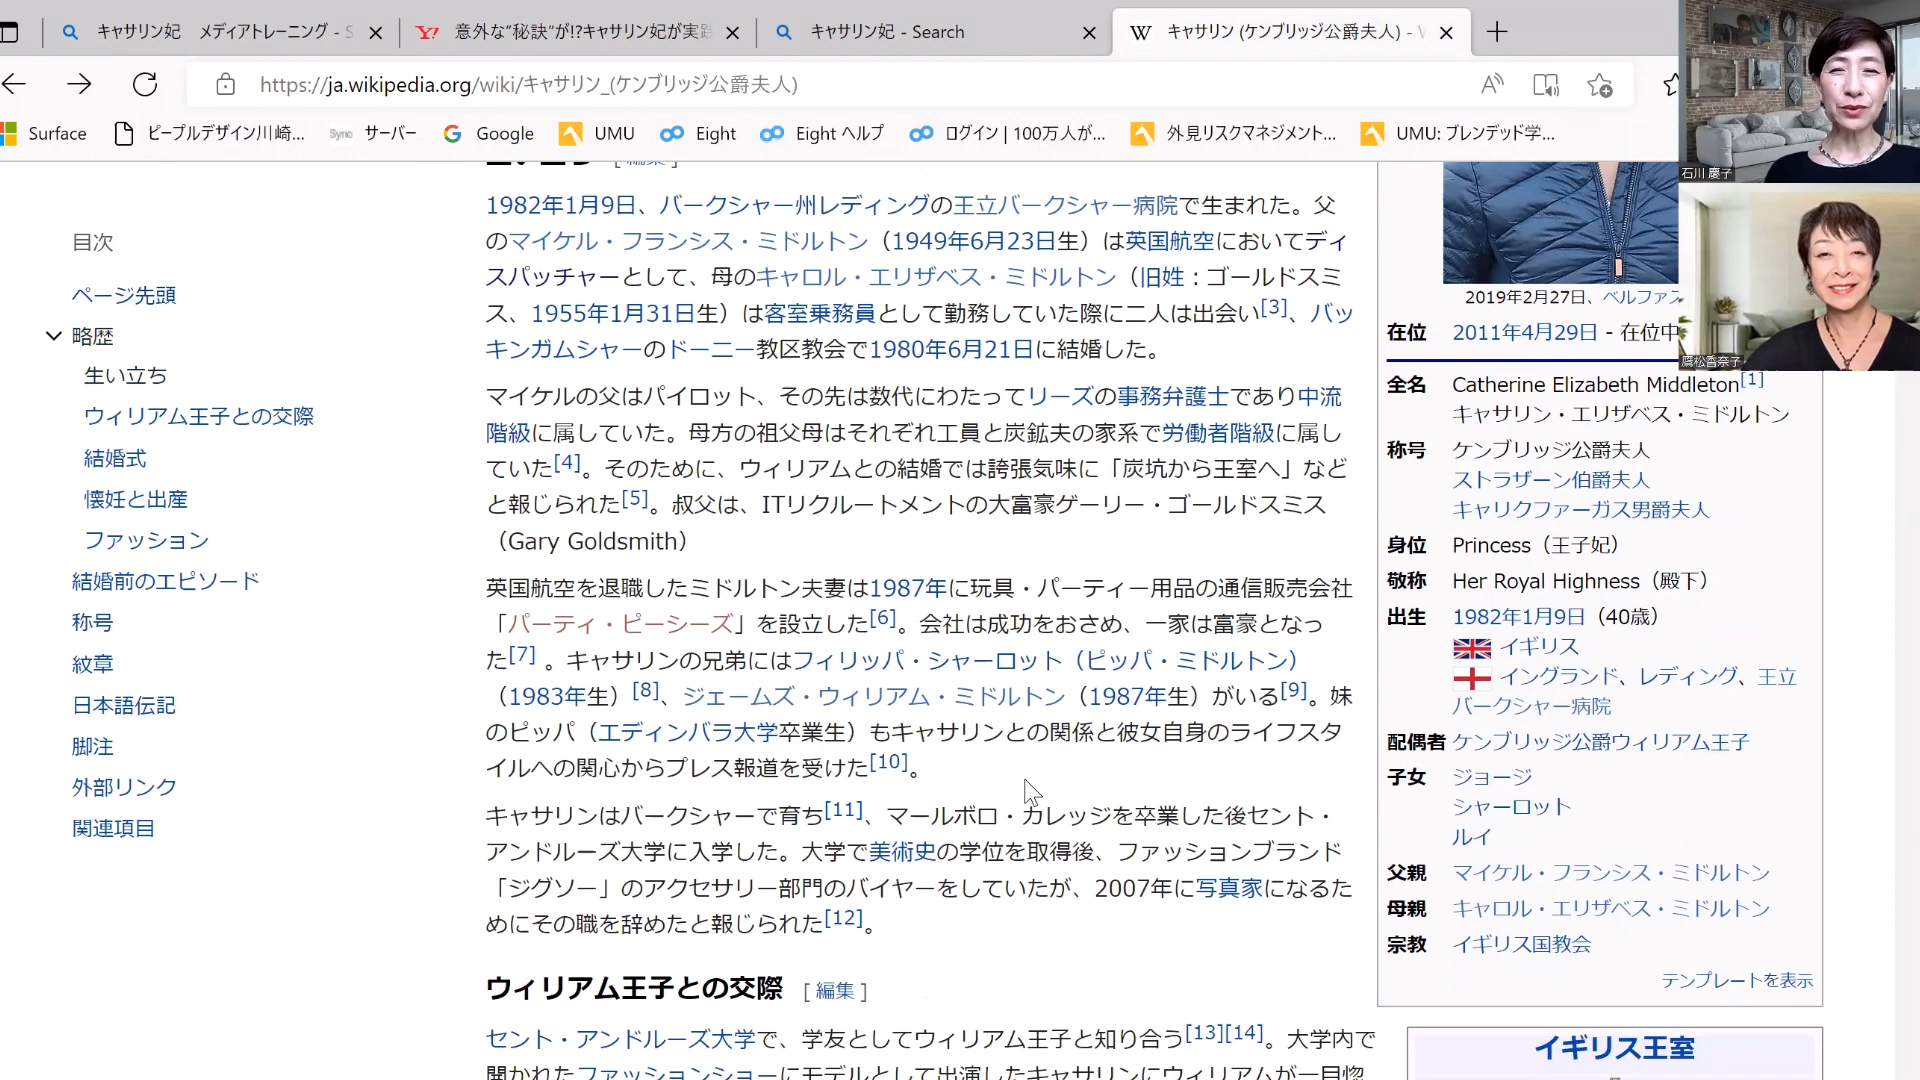 キャサリン妃　メディアトレーニング - S
意外な“秘訣“が!?キャサリン妃が実践
キャサリン妃 - Search
キャサリン (ケンブリッジ公爵夫人) - W
https://ja.wikipedia.org/wiki/キャサリン_(ケンブリッジ公爵夫人)
Surface
ピープルデザイン川崎...
Sync サーバー
Google
UMU
Eight
Eight ヘルプ
ログイン | 100万人が...
外見リスクマネジメント...
UMU: ブレンデッド学...
石川 慶子
鷹松香奈子
目次
ページ先頭
略歴
生い立ち
ウィリアム王子との交際
結婚式
懐妊と出産
ファッション
結婚前のエピソード
称号
紋章
日本語伝記
脚注
外部リンク
関連項目
1982年1月9日、バークシャー州レディングの王立バークシャー病院で生まれた。父
のマイケル・フランシス・ミドルトン（1949年6月23日生）は英国航空においてディ
スパッチャーとして、母のキャロル・エリザベス・ミドルトン（旧姓：ゴールドスミ
ス、1955年1月31日生）は客室乗務員として勤務していた際に二人は出会い[3]、バッ
キンガムシャーのドーニー教区教会で1980年6月21日に結婚した。
マイケルの父はパイロット、その先は数代にわたってリーズの事務弁護士であり中流
階級に属していた。母方の祖父母はそれぞれ工員と炭鉱夫の家系で労働者階級に属し
ていた[4]。そのために、ウィリアムとの結婚では誇張気味に「炭坑から王室へ」など
と報じられた[5]。叔父は、ITリクルートメントの大富豪ゲーリー・ゴールドスミス
（Gary Goldsmith）
英国航空を退職したミドルトン夫妻は1987年に玩具・パーティー用品の通信販売会社
「パーティ・ピーシーズ」を設立した[6]。会社は成功をおさめ、一家は富豪となっ
た[7] 。キャサリンの兄弟にはフィリッパ・シャーロット（ピッパ・ミドルトン）
（1983年生）[8]、ジェームズ・ウィリアム・ミドルトン（1987年生）がいる[9]。妹
のピッパ（エディンバラ大学卒業生）もキャサリンとの関係と彼女自身のライフスタ
イルへの関心からプレス報道を受けた[10]。
キャサリンはバークシャーで育ち[11]、マールボロ・カレッジを卒業した後セント・
アンドルーズ大学に入学した。大学で美術史の学位を取得後、ファッションブランド
「ジグソー」のアクセサリー部門のバイヤーをしていたが、2007年に写真家になるた
めにその職を辞めたと報じられた[12]。
ウィリアム王子との交際 [ 編集 ]
セント・アンドルーズ大学で、学友としてウィリアム王子と知り合う[13][14]。大学内で
開かれたファッションショーにモデルとして出演したキャサリンにウィリアムが一目惚
2019年2月27日、ベルファス
在位 2011年4月29日 - 在位中
全名 Catherine Elizabeth Middleton[1]
キャサリン・エリザベス・ミドルトン
称号 ケンブリッジ公爵夫人
ストラザーン伯爵夫人
キャリクファーガス男爵夫人
身位 Princess（王子妃）
敬称 Her Royal Highness（殿下）
出生 1982年1月9日（40歳）
イギリス
イングランド、レディング、王立
バークシャー病院
配偶者 ケンブリッジ公爵ウィリアム王子
子女 ジョージ
シャーロット
ルイ
父親 マイケル・フランシス・ミドルトン
母親 キャロル・エリザベス・ミドルトン
宗教 イギリス国教会
テンプレートを表示
イギリス王室